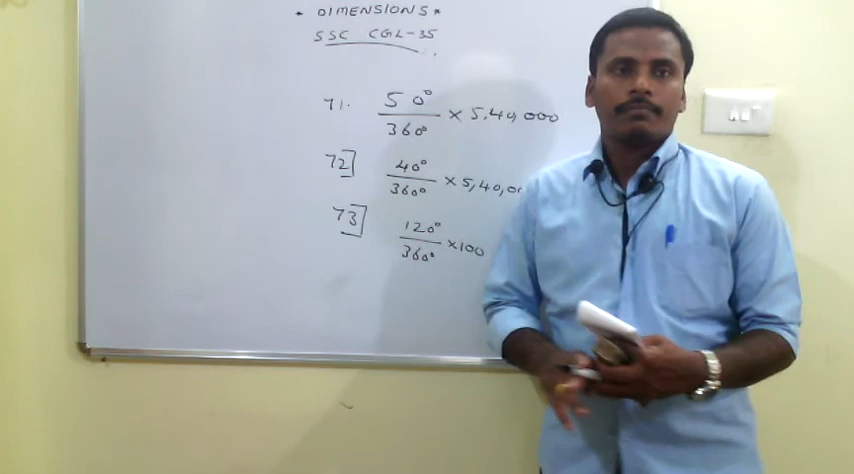 * DIMENSIONS *
SSC CGL-35
71. 50°/360° × 5,40,000
72] 40°/360° × 5,40,00
73] 120°/360° × 100